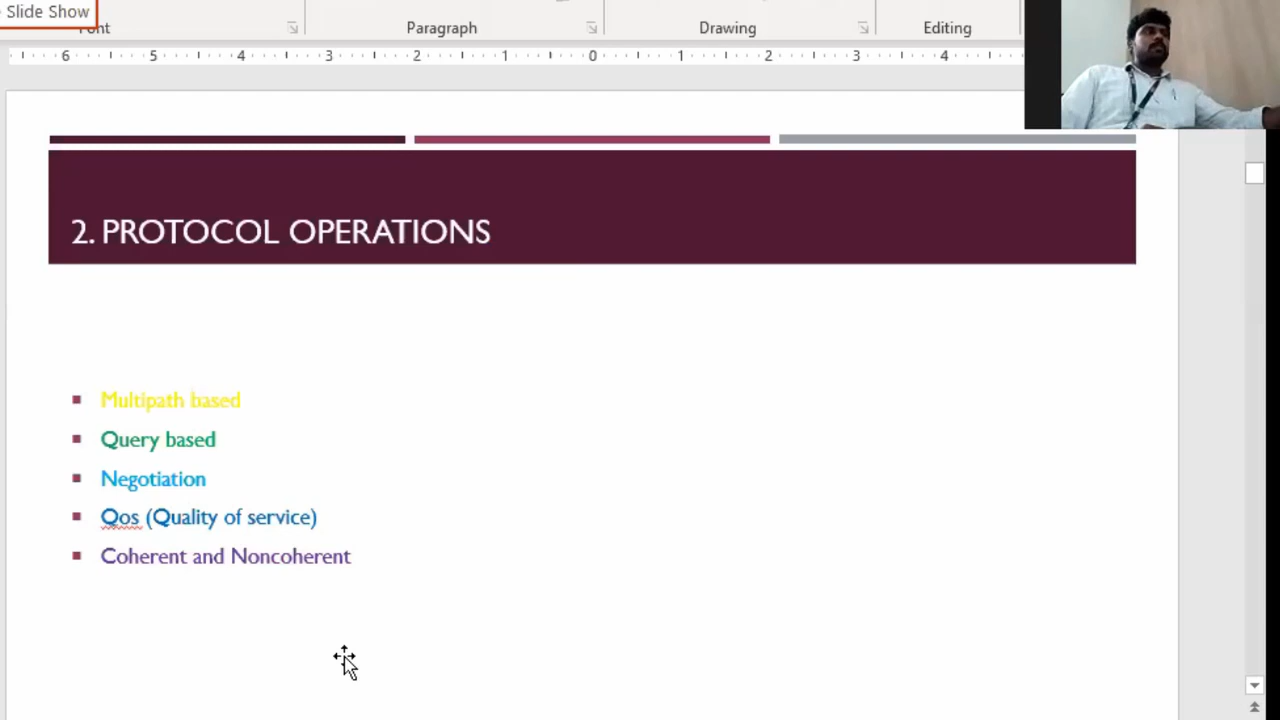 Slide Show
Font
Paragraph
Drawing
Editing
6 5 4 3 2 1 0 1 2 3 4
2. PROTOCOL OPERATIONS
Multipath based
Query based
Negotiation
Qos (Quality of service)
Coherent and Noncoherent